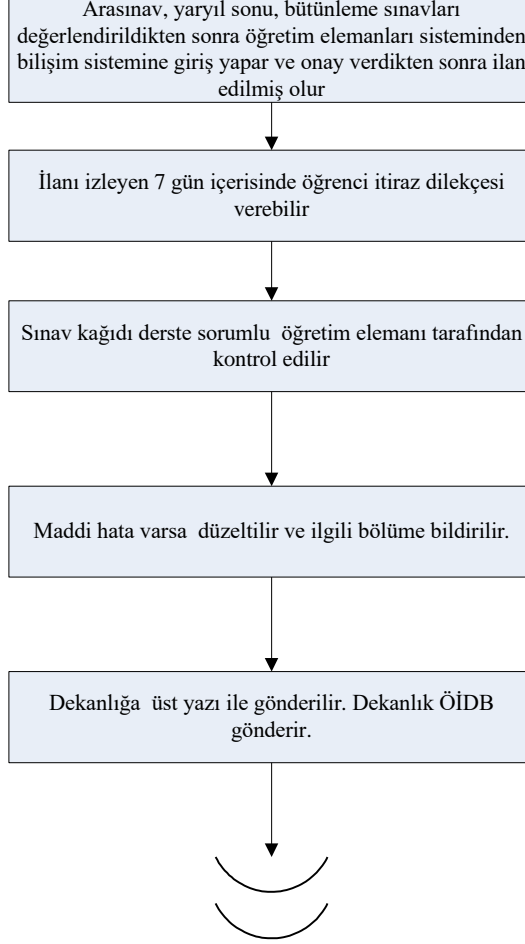 Arasınav, yaryıl sonu, bütünleme sınavları
değerlendirildikten sonra öğretim elemanları sisteminden
bilişim sistemine giriş yapar ve onay verdikten sonra ilan
edilmiş olur
İlanı izleyen 7 gün içerisinde öğrenci itiraz dilekçesi
verebilir
Sınav kağıdı derste sorumlu öğretim elemanı tarafından
kontrol edilir
Maddi hata varsa düzeltilir ve ilgili bölüme bildirilir.
Dekanlığa üst yazı ile gönderilir. Dekanlık ÖİDB
gönderir.